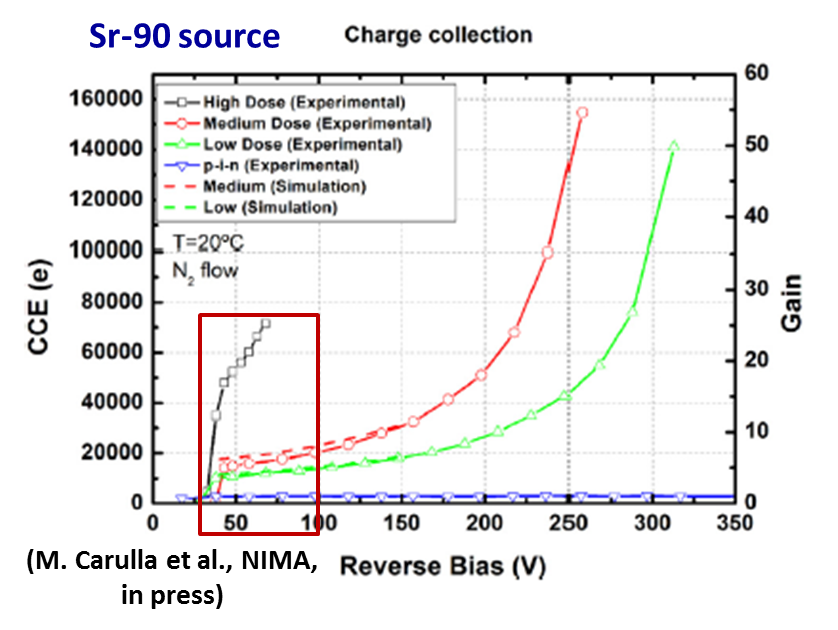 Sr-90 source
Charge collection
High Dose (Experimental)
Medium Dose (Experimental)
Low Dose (Experimental)
p-i-n (Experimental)
Medium (Simulation)
Low (Simulation)
T=20ºC
N2 flow
CCE (e)
160000
140000
120000
100000
80000
60000
40000
20000
0
60
50
40
30
20
10
0
Gain
0 50 100 150 200 250 300 350
Reverse Bias (V)
(M. Carulla et al., NIMA,
in press)